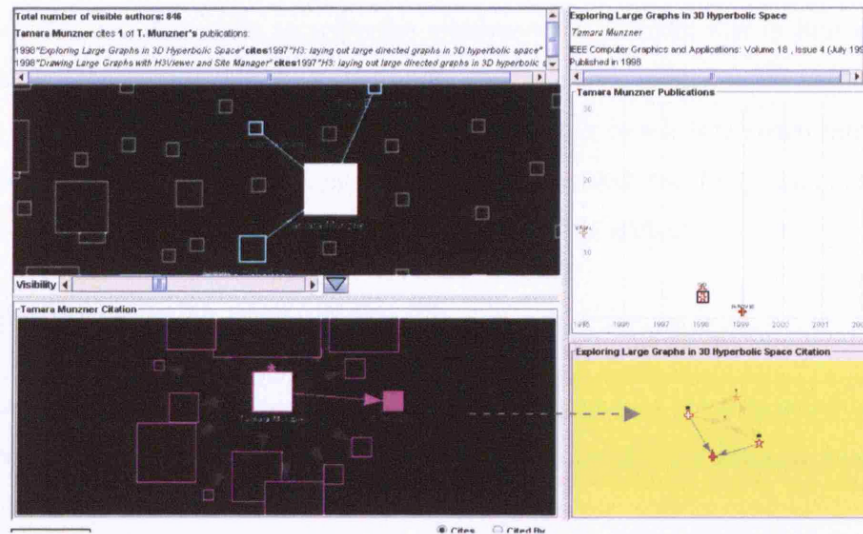 Total number of visible authors: 846
Tamara Munzner cites 1 of T. Munzner's publications:
1998"Exploring Large Graphs in 3D Hyperbolic Space" cites1997"H3: laying out large directed graphs in 3D hyperbolic space"
1998"Drawing Large Graphs with H3Viewer and Site Manager" cites1997"H3: laying out large directed graphs in 3D hyperbolic s
Visibility
Tamara Munzner Citation
Tamara Munzner
Cites
Cited By
Exploring Large Graphs in 3D Hyperbolic Space
Tamara Munzner
IEEE Computer Graphics and Applications: Volume 18 , Issue 4 (July 199
Published in 1998
Tamara Munzner Publications
30
20
10
1995 1996 1997 1998 1999 2000 2001 200
Exploring Large Graphs in 3D Hyperbolic Space Citation